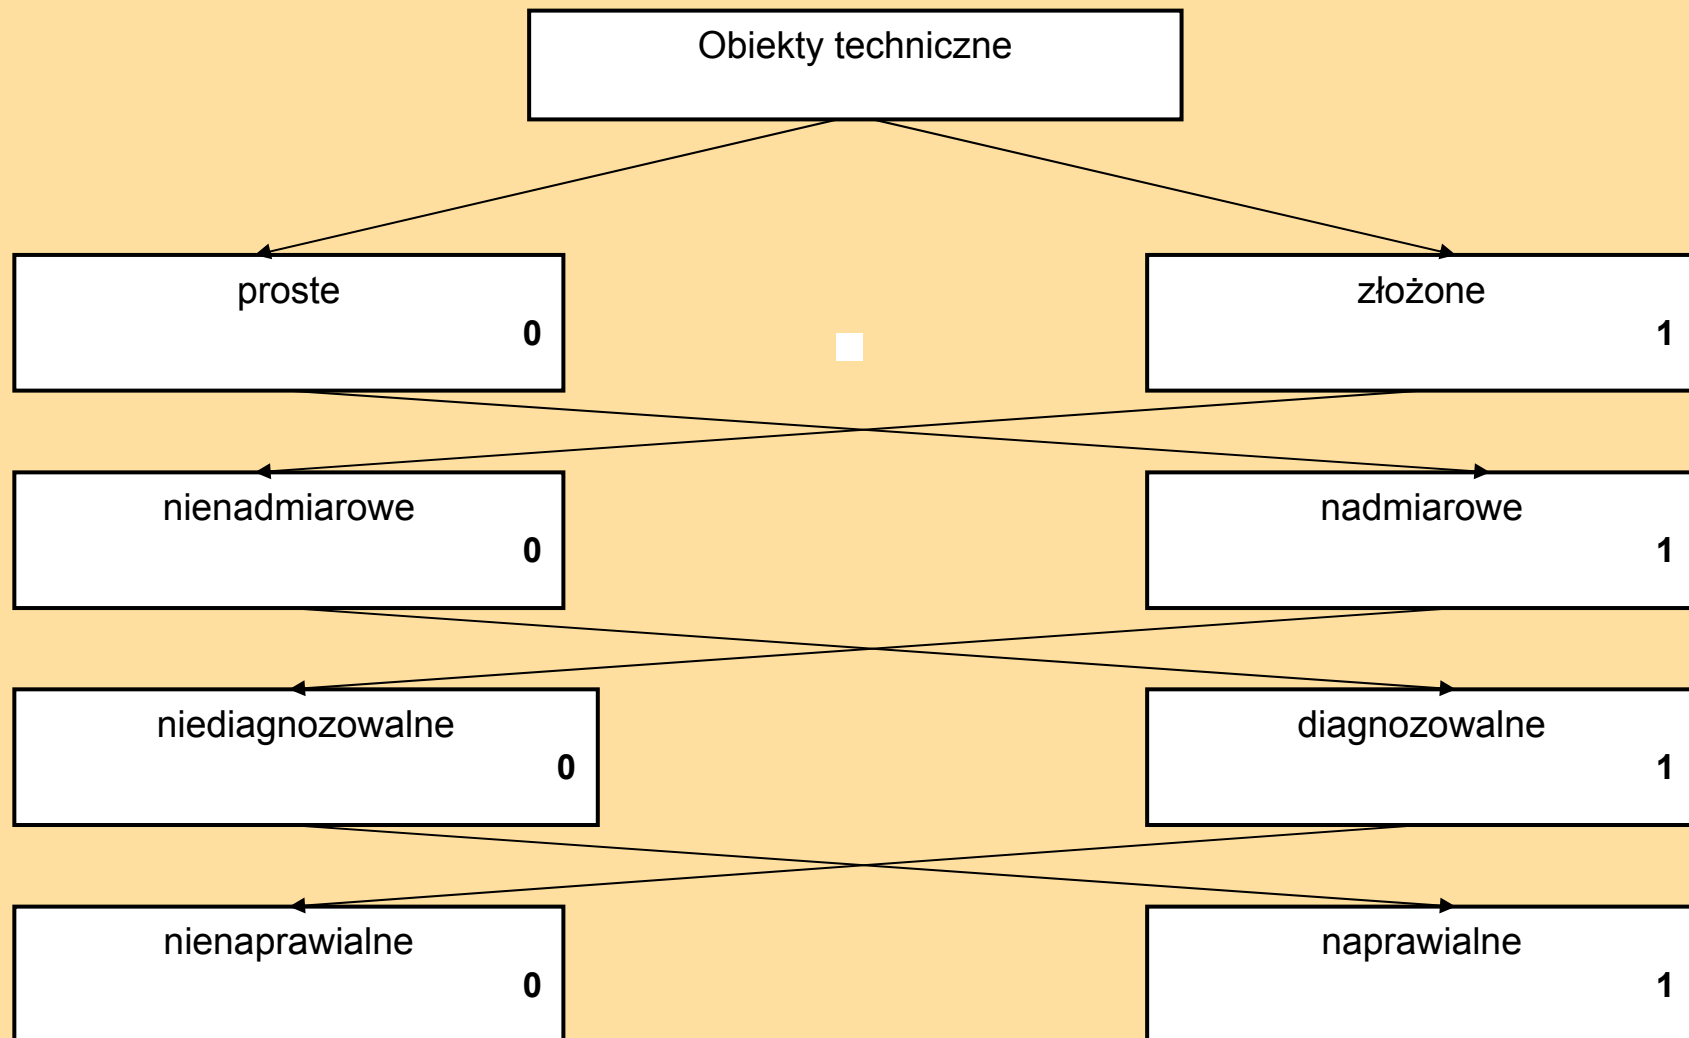 Obiekty techniczne
proste
0
złożone
1
nienadmiarowe
0
nadmiarowe
1
niediagnozowalne
0
diagnozowalne
1
nienaprawialne
0
naprawialne
1